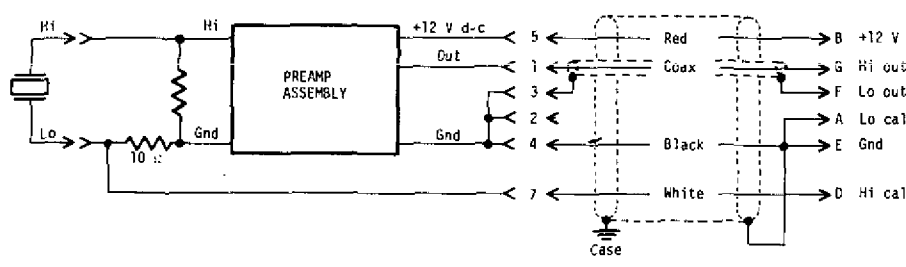 Hi Hi +12 V d-c 5 Red B +12 V
Out 1 Coax G Hi out
PREAMP
ASSEMBLY
3 F Lo out
2 A Lo cal
Lo Gnd Gnd 4 Black E Gnd
10 Ω
7 White D Hi cal
Case